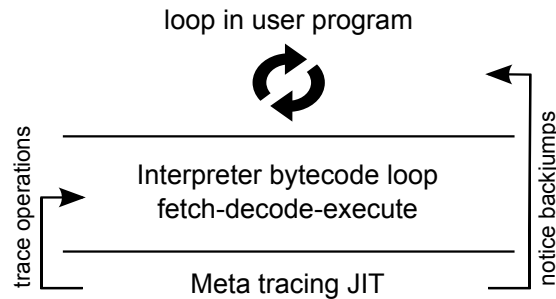 loop in user program
trace operations
Interpreter bytecode loop
fetch-decode-execute
notice backjumps
Meta tracing JIT